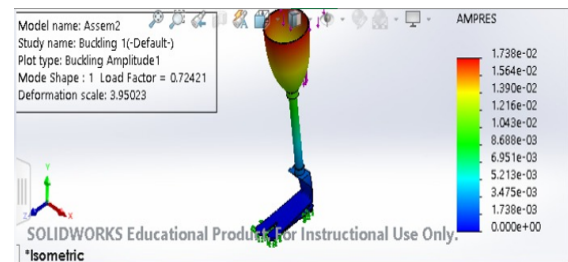 Model name: Assem2
Study name: Buckling 1(-Default-)
Plot type: Buckling Amplitude1
Mode Shape : 1 Load Factor = 0.72421
Deformation scale: 3.95023
AMPRES
1.738e-02
1.564e-02
1.390e-02
1.216e-02
1.043e-02
8.688e-03
6.951e-03
5.213e-03
3.475e-03
1.738e-03
0.000e+00
Y
Z
X
SOLIDWORKS Educational Product. For Instructional Use Only.
*Isometric